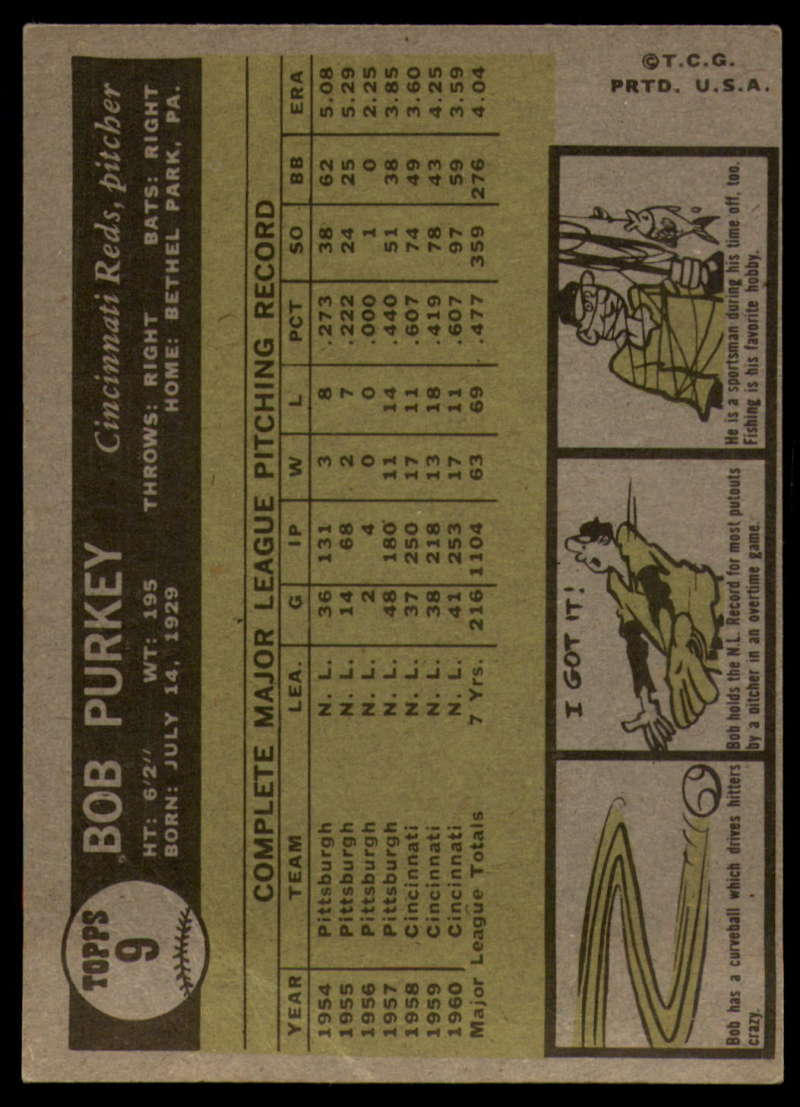 TOPPS
9
BOB PURKEY Cincinnati Reds, pitcher
HT: 6'2" WT: 195 THROWS: RIGHT BATS: RIGHT
BORN: JULY 14, 1929 HOME: BETHEL PARK, PA.
COMPLETE MAJOR LEAGUE PITCHING RECORD
YEAR TEAM LEA. G IP W L PCT SO BB ERA
1954 Pittsburgh N. L. 36 131 3 8 .273 38 62 5.08
1955 Pittsburgh N. L. 14 68 2 7 .222 24 25 5.29
1956 Pittsburgh N. L. 2 4 0 0 .000 1 0 2.25
1957 Pittsburgh N. L. 48 180 11 14 .440 51 38 3.85
1958 Cincinnati N. L. 37 250 17 11 .607 74 49 3.60
1959 Cincinnati N. L. 38 218 13 18 .419 78 43 4.25
1960 Cincinnati N. L. 41 253 17 11 .607 97 59 3.59
Major League Totals 7 Yrs. 216 1104 63 69 .477 359 276 4.04
Bob has a curveball which drives hitters
crazy.
I GOT IT!
Bob holds the N.L. Record for most putouts
by a pitcher in an overtime game.
He is a sportsman during his time off, too.
Fishing is his favorite hobby.
©T.C.G.
PRTD. U.S.A.